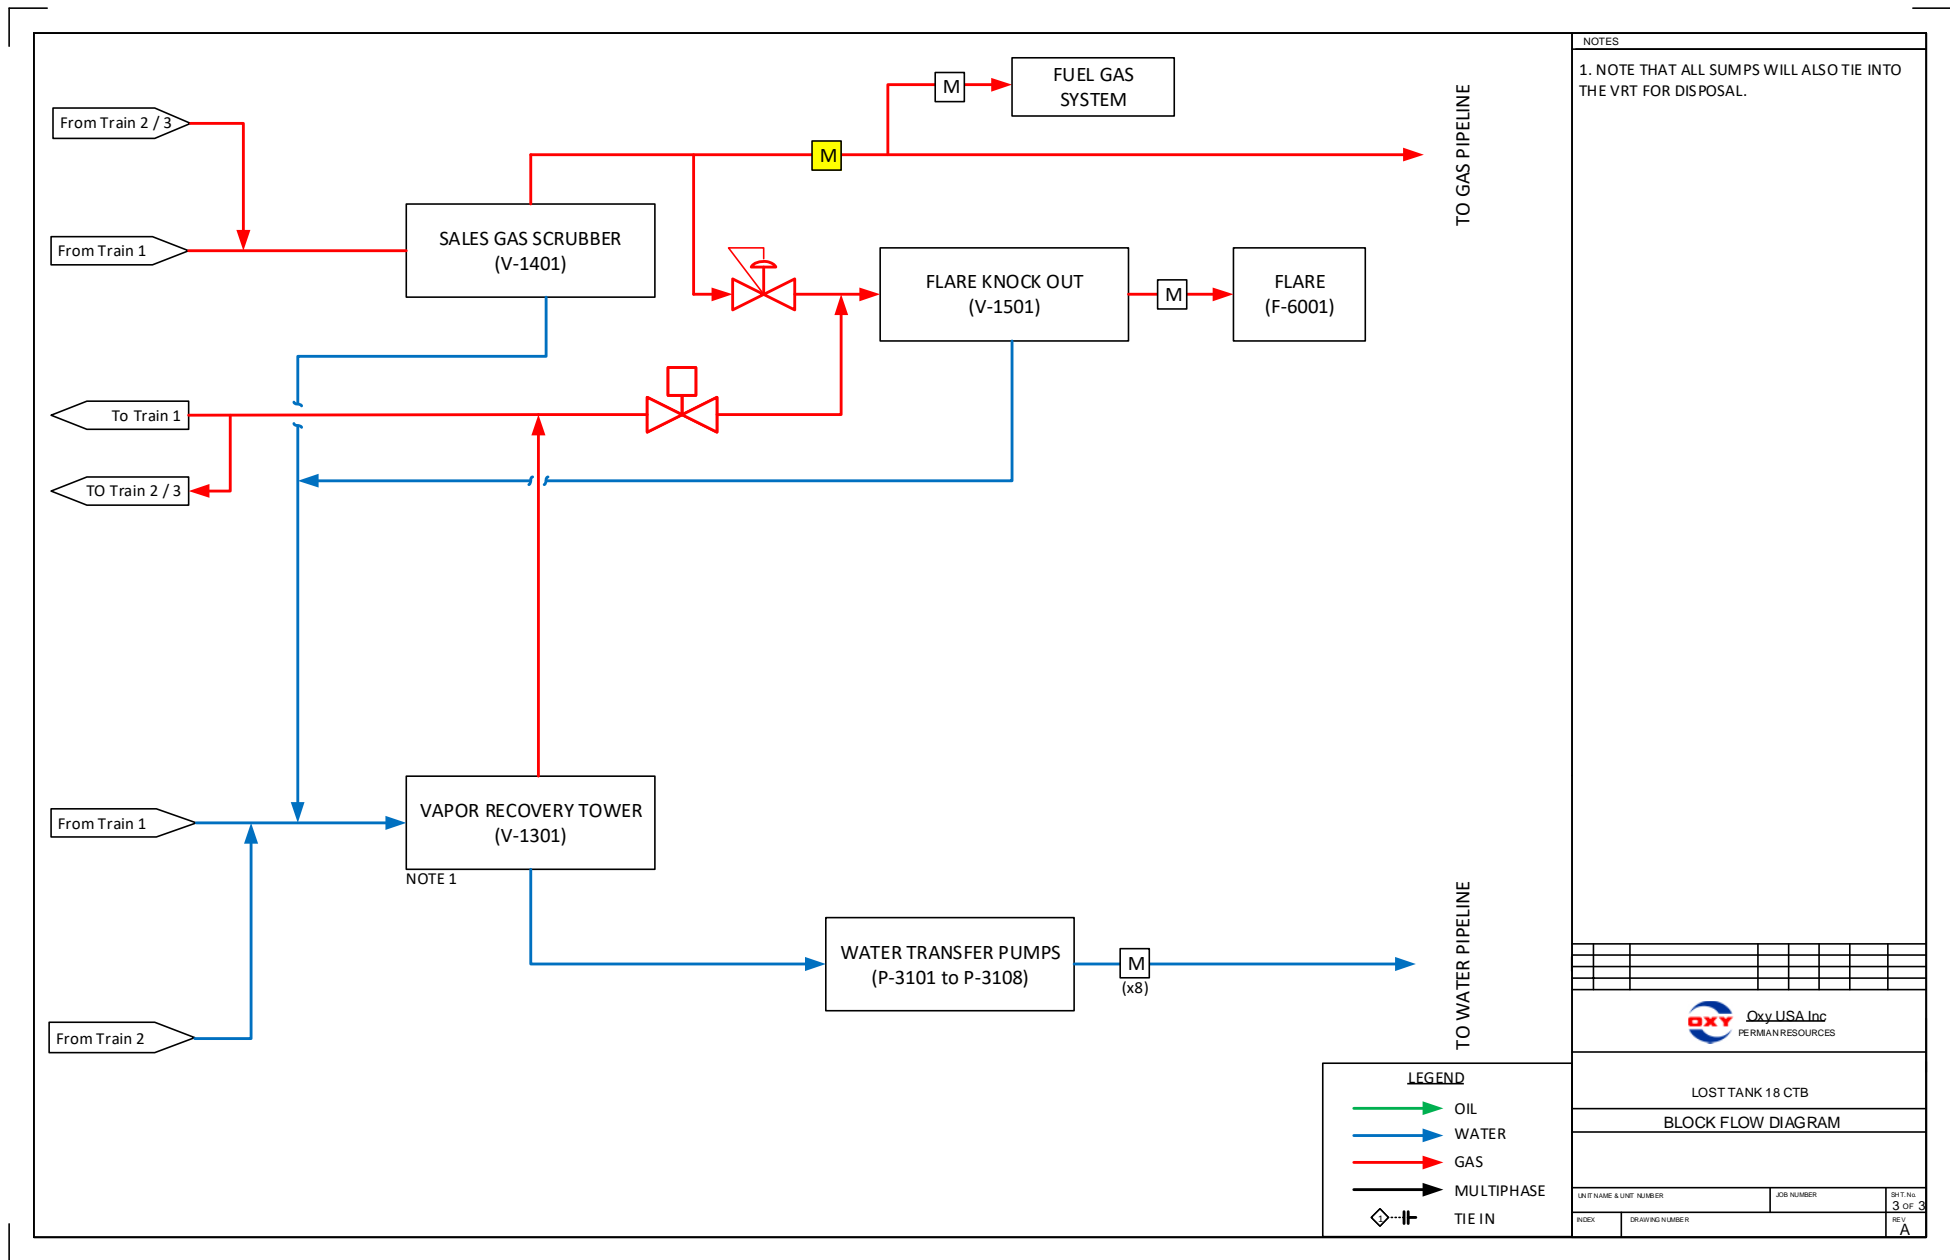 NOTES
1. NOTE THAT ALL SUMPS WILL ALSO TIE INTO
THE VRT FOR DISPOSAL.
FUEL GAS
SYSTEM
M
From Train 2 / 3
M
TO GAS PIPELINE
From Train 1
SALES GAS SCRUBBER
(V-1401)
FLARE KNOCK OUT
(V-1501)
M
FLARE
(F-6001)
To Train 1
TO Train 2 / 3
From Train 1
VAPOR RECOVERY TOWER
(V-1301)
NOTE 1
From Train 2
WATER TRANSFER PUMPS
(P-3101 to P-3108)
M
(x8)
TO WATER PIPELINE
LEGEND
OIL
WATER
GAS
MULTIPHASE
1
TIE IN
OXY
Oxy USA Inc
PERMIAN RESOURCES
LOST TANK 18 CTB
BLOCK FLOW DIAGRAM
UNIT NAME & UNIT NUMBER
JOB NUMBER
SHT. No.
3 OF 3
INDEX
DRAWING NUMBER
REV
A